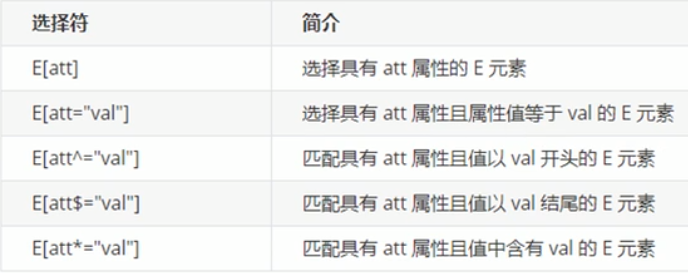 选择符 简介
E[att] 选择具有 att 属性的 E 元素
E[att="val"] 选择具有 att 属性且属性值等于 val 的 E 元素
E[att^="val"] 匹配具有 att 属性且值以 val 开头的 E 元素
E[att$="val"] 匹配具有 att 属性且值以 val 结尾的 E 元素
E[att*="val"] 匹配具有 att 属性且值中含有 val 的 E 元素